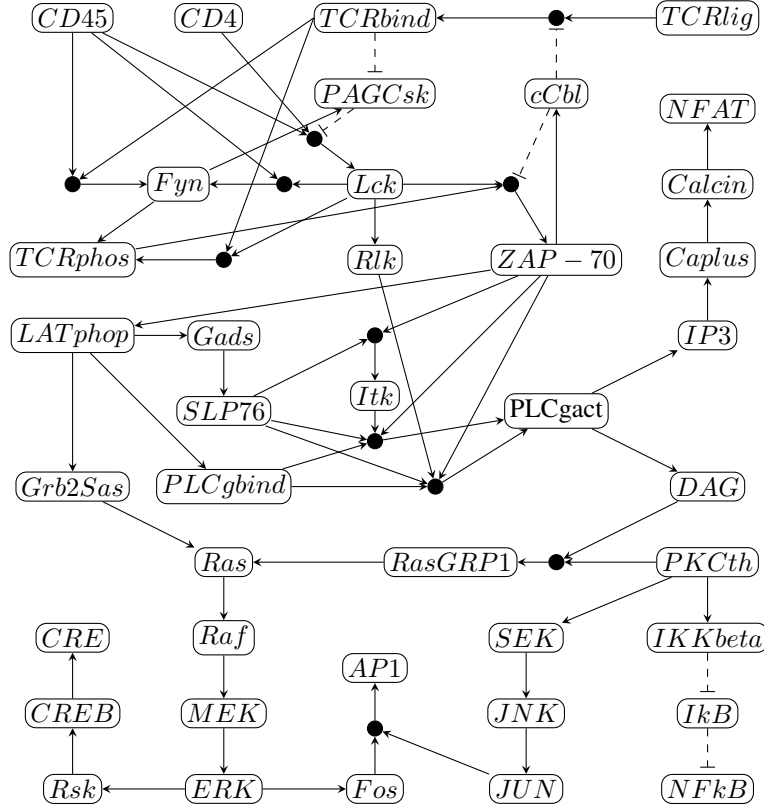 CD45 CD4 TCRbind TCRlig
PAGCsk cCbl
NFAT
Fyn Lck Calcin
TCRphos Rlk ZAP − 70 Caplus
LATphop Gads IP3
Itk
SLP76 PLCgact
Grb2Sas PLCgbind DAG
Ras RasGRP1 PKCth
CRE Raf SEK IKKbeta
AP1
CREB MEK JNK IkB
Rsk ERK Fos JUN NFkB